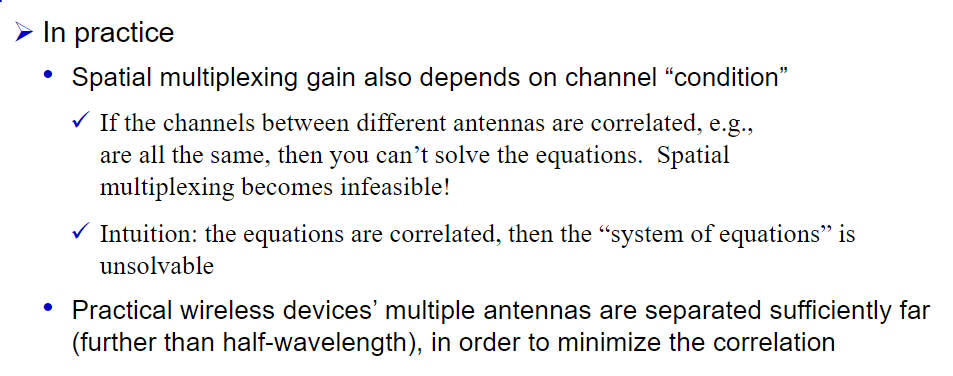 In practice
Spatial multiplexing gain also depends on channel “condition”
If the channels between different antennas are correlated, e.g.,
are all the same, then you can’t solve the equations.  Spatial
multiplexing becomes infeasible!
Intuition: the equations are correlated, then the “system of equations” is
unsolvable
Practical wireless devices’ multiple antennas are separated sufficiently far
(further than half-wavelength), in order to minimize the correlation